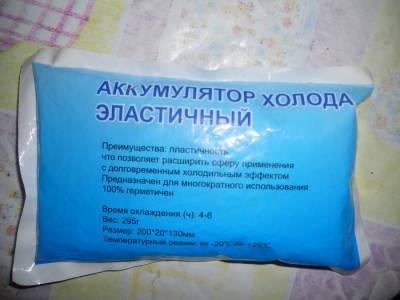 АККУМУЛЯТОР ХОЛОДА
ЭЛАСТИЧНЫЙ
Преимущества: пластичность
что позволяет расширить сферу применения
с долговременным холодильным эффектом
Предназначен для многократного использования
100% герметичен
Время охлаждения (ч): 4-6
Вес: 295г
Размер: 200*20*130мм
Температурный режим: от -20℃ до +25℃